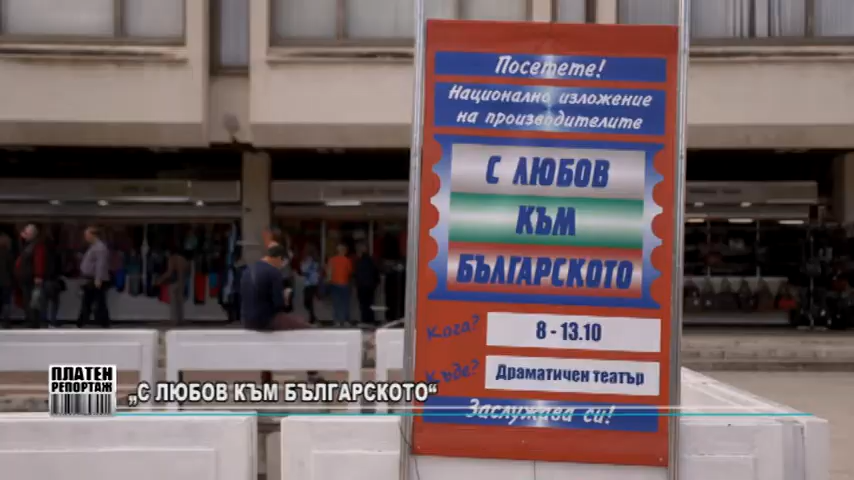 Посетете!
Национално изложение
на производителите
С ЛЮБОВ
КЪМ
БЪЛГАРСКОТО
Кога?
8 - 13.10
Къде?
Драматичен театър
Заслужава си!
ПЛАТЕН
РЕПОРТАЖ
„С ЛЮБОВ КЪМ БЪЛГАРСКОТО“